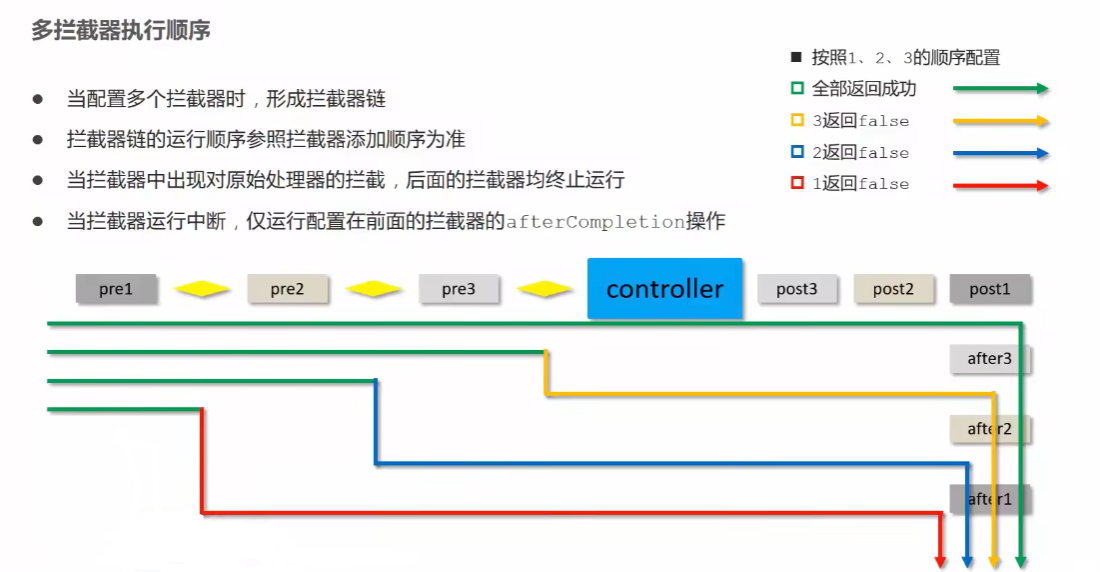 多拦截器执行顺序
按照1、2、3的顺序配置
全部返回成功
3返回false
2返回false
1返回false
当配置多个拦截器时，形成拦截器链
拦截器链的运行顺序参照拦截器添加顺序为准
当拦截器中出现对原始处理器的拦截，后面的拦截器均终止运行
当拦截器运行中断，仅运行配置在前面的拦截器的afterCompletion操作
pre1 pre2 pre3 controller post3 post2 post1
after3
after2
after1